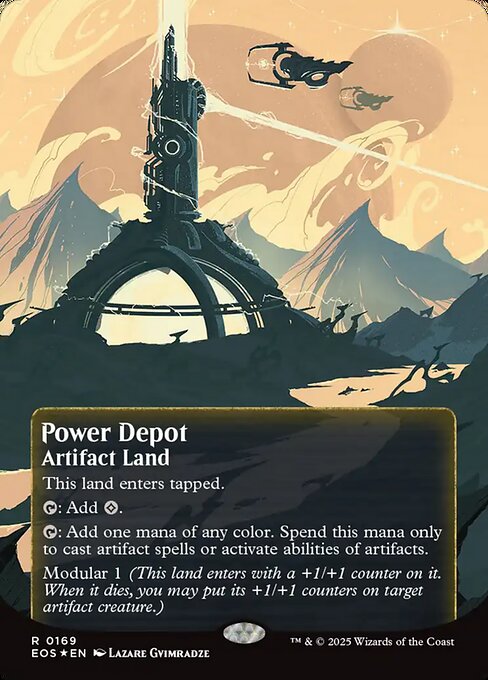 Power Depot
Artifact Land
This land enters tapped.
: Add .
: Add one mana of any color. Spend this mana only
to cast artifact spells or activate abilities of artifacts.
Modular 1 (This land enters with a +1/+1 counter on it.
When it dies, you may put its +1/+1 counters on target
artifact creature.)
R 0169
EOS★EN Lazare Gvimradze
™ & © 2025 Wizards of the Coast